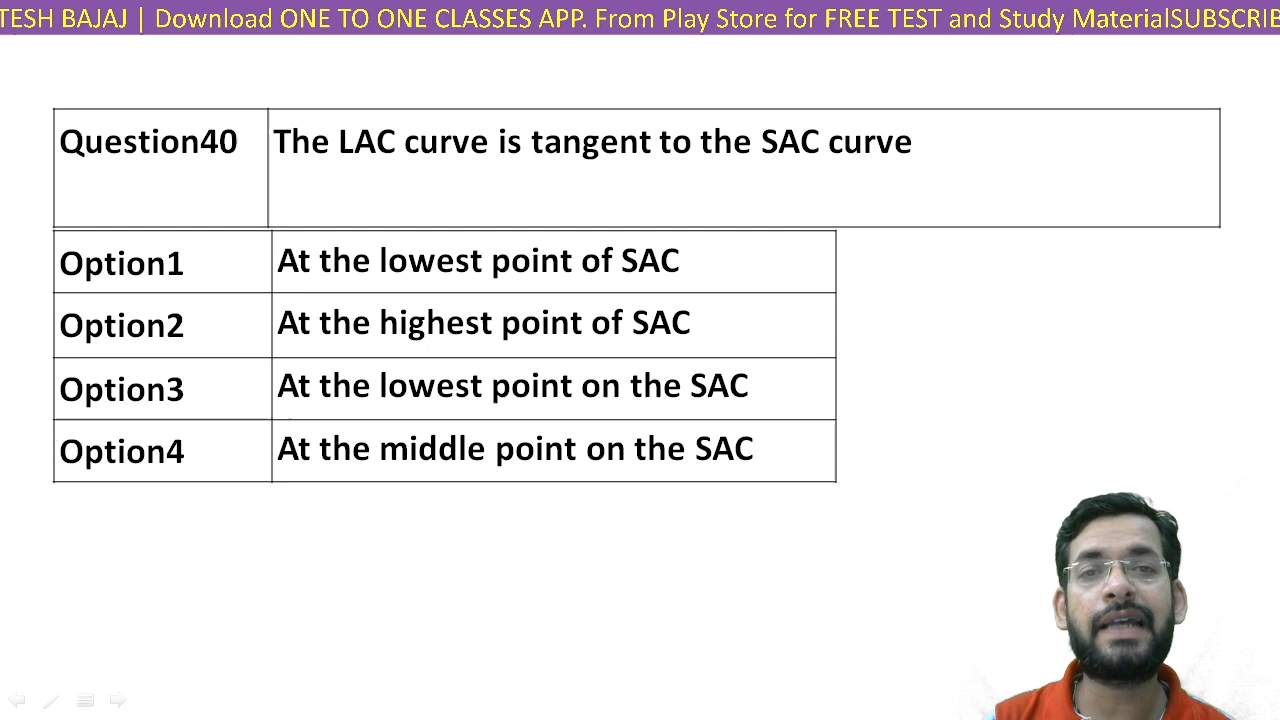 TESH BAJAJ | Download ONE TO ONE CLASSES APP. From Play Store for FREE TEST and Study MaterialSUBSCRIB
Question40 The LAC curve is tangent to the SAC curve
Option1 At the lowest point of SAC
Option2 At the highest point of SAC
Option3 At the lowest point on the SAC
Option4 At the middle point on the SAC